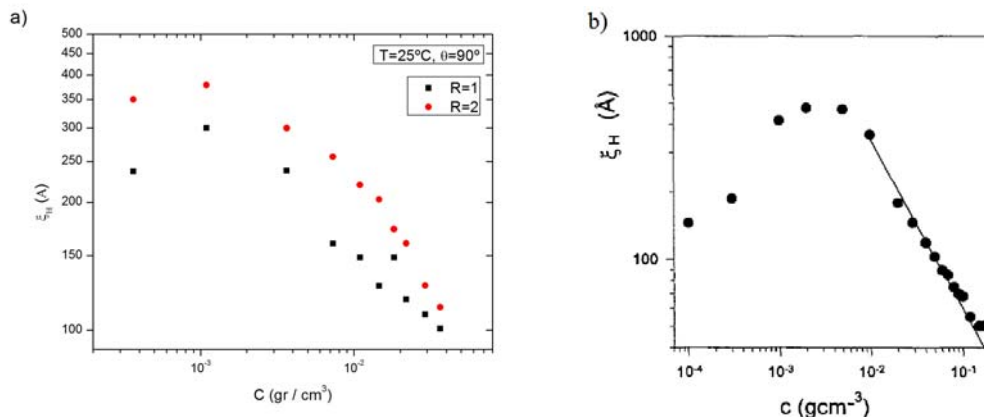 a)
500
450
400
350
300
250
200
150
100
ξH (A)
T=25ºC, θ=90º
R=1
R=2
10-3
10-2
C (gr / cm3)
b)
1000
100
ξH (Å)
10-4
10-3
10-2
10-1
c (gcm-3)